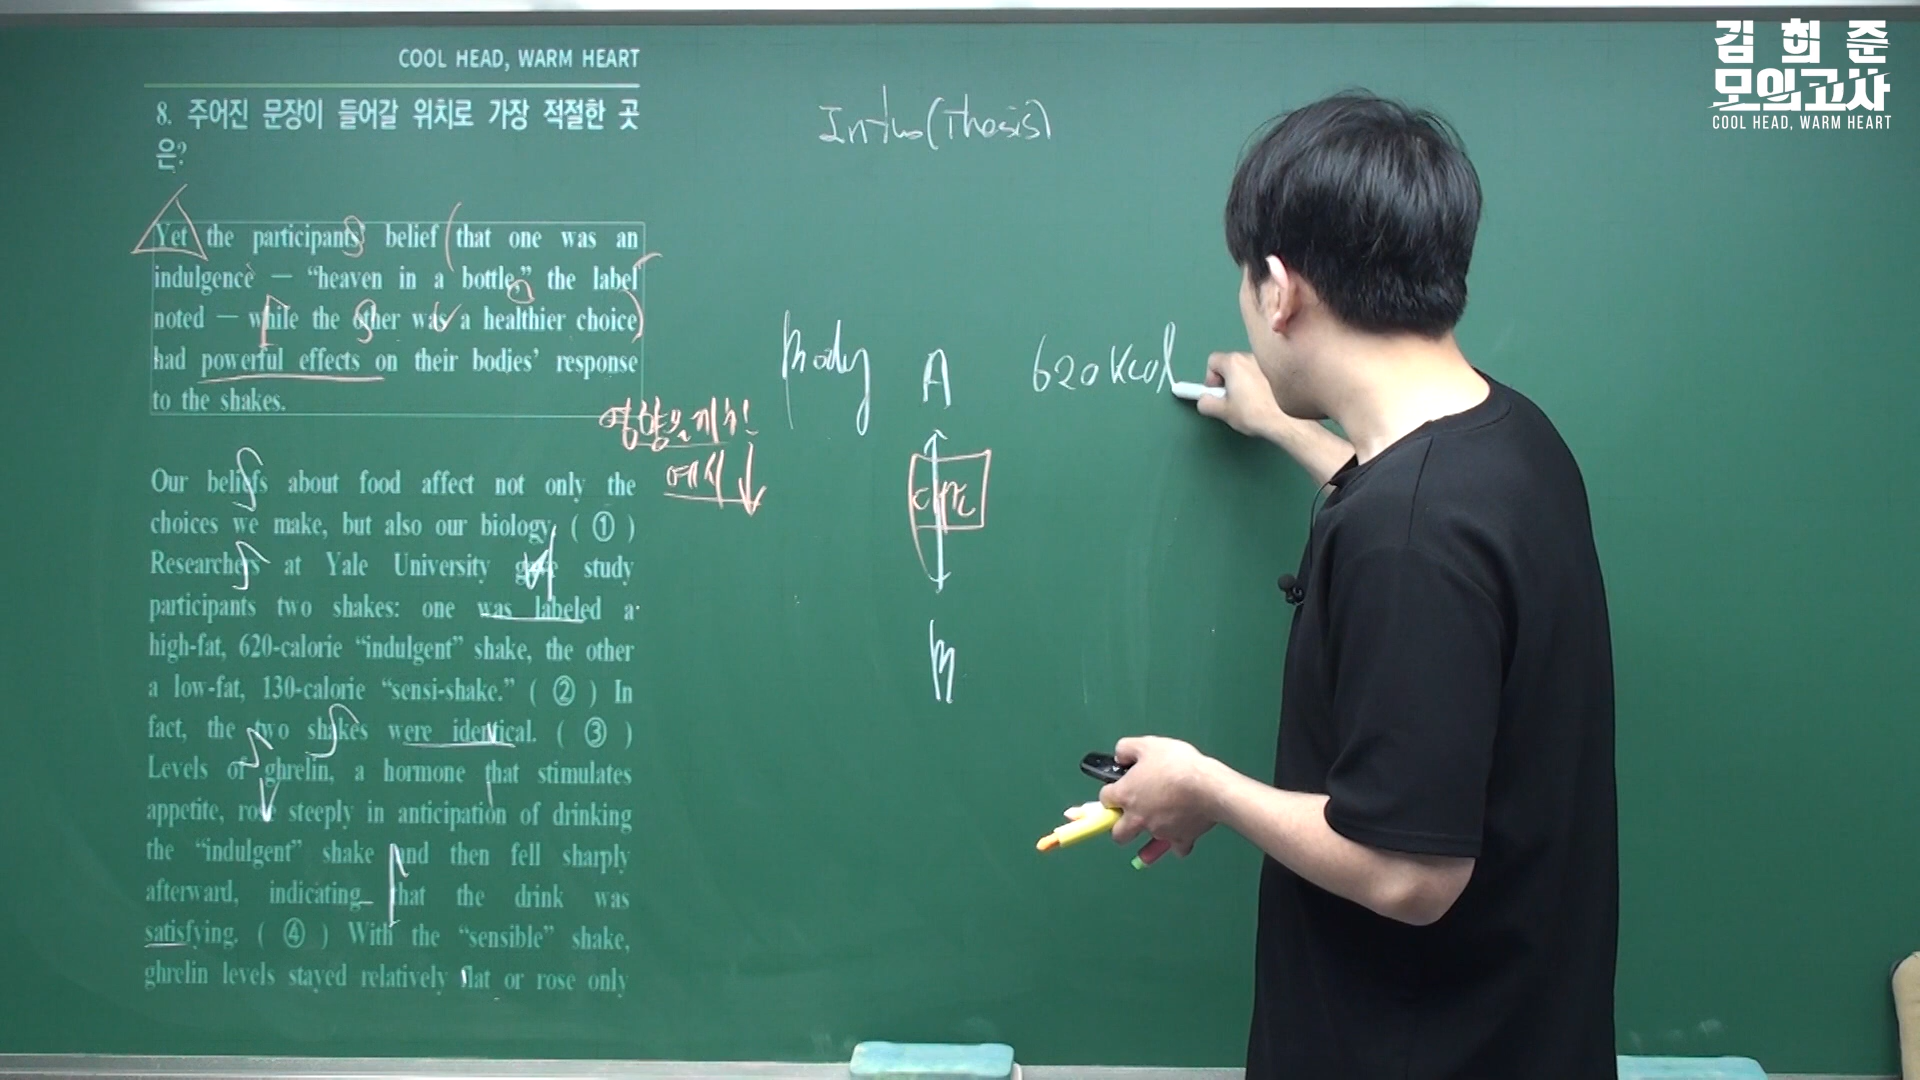 COOL HEAD, WARM HEART
8. 주어진 문장이 들어갈 위치로 가장 적절한 곳
은?
Yet the participants' belief that one was an
indulgence — “heaven in a bottle,” the label
noted — while the other was a healthier choice
had powerful effects on their bodies' response
to the shakes.
Our beliefs about food affect not only the
choices we make, but also our biology. ( ① )
Researchers at Yale University gave study
participants two shakes: one was labeled a
high-fat, 620-calorie “indulgent” shake, the other
a low-fat, 130-calorie “sensi-shake.” ( ② ) In
fact, the two shakes were identical. ( ③ )
Levels of ghrelin, a hormone that stimulates
appetite, rose steeply in anticipation of drinking
the “indulgent” shake and then fell sharply
afterward, indicating that the drink was
satisfying. ( ④ ) With the “sensible” shake,
ghrelin levels stayed relatively flat or rose only
영향을 미친
예시
Intro (Thesis)
Body A 620 Kcal
B
김희준
모의고사
COOL HEAD, WARM HEART